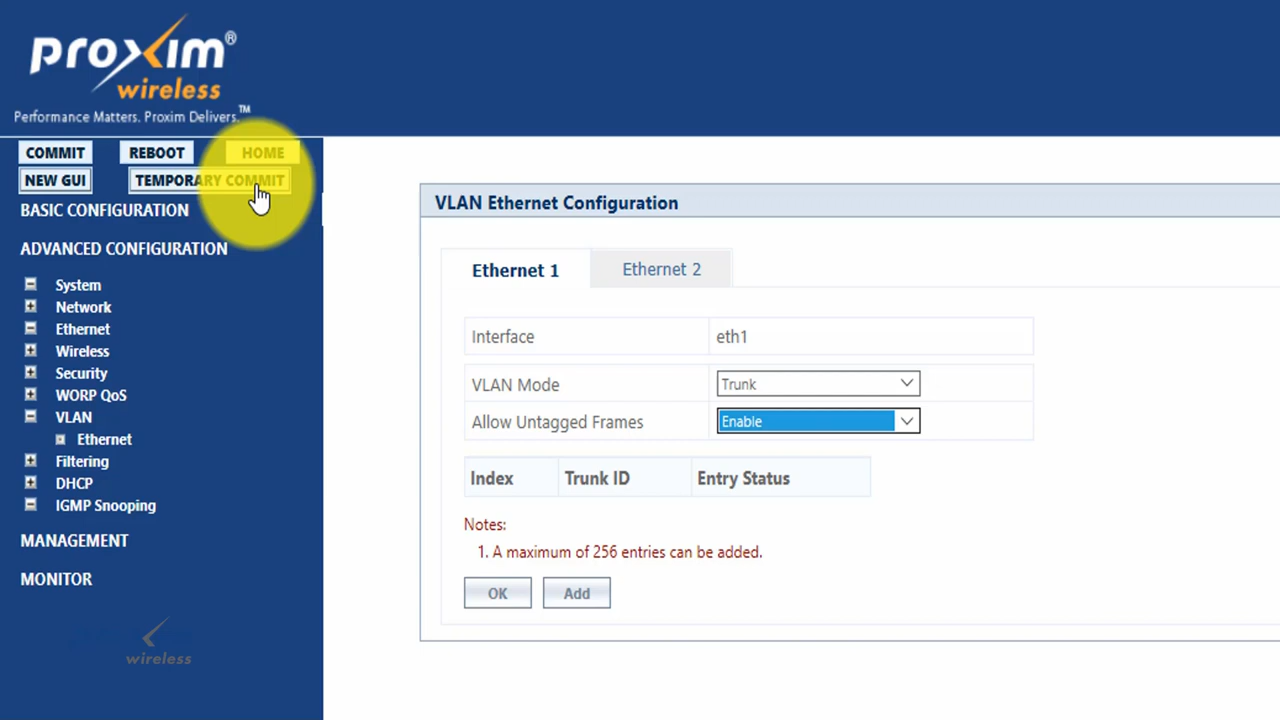 proxim®
wireless
Performance Matters. Proxim Delivers.™
COMMIT REBOOT HOME
NEW GUI TEMPORARY COMMIT
BASIC CONFIGURATION
ADVANCED CONFIGURATION
System
Network
Ethernet
Wireless
Security
WORP QoS
VLAN
Ethernet
Filtering
DHCP
IGMP Snooping
MANAGEMENT
MONITOR
proxim
wireless
VLAN Ethernet Configuration
Ethernet 1 Ethernet 2
Interface eth1
VLAN Mode Trunk
Allow Untagged Frames Enable
Index Trunk ID Entry Status
Notes:
1. A maximum of 256 entries can be added.
OK Add